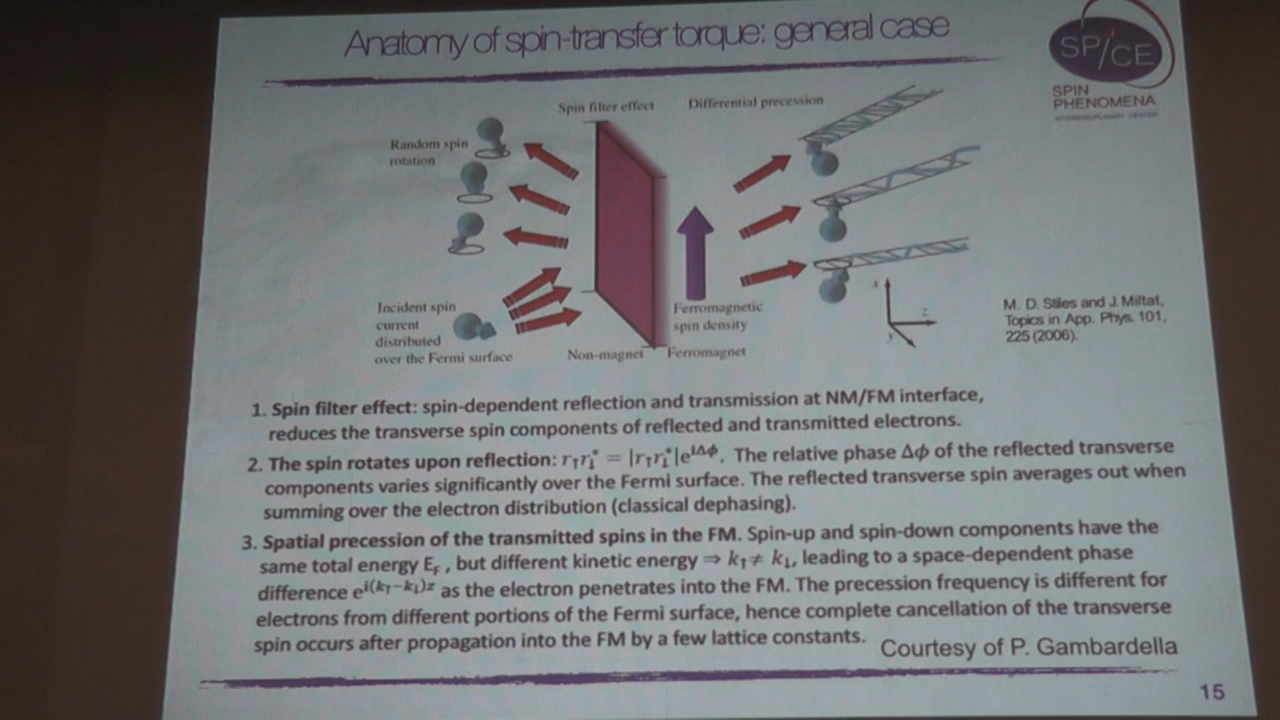 Anatomy of spin-transfer torque: general case
SP/CE
SPIN
PHENOMENA
INTERDISCIPLINARY CENTER
Spin filter effect
Differential precession
Random spin
rotation
Incident spin
current
distributed
over the Fermi surface
Non-magnet
Ferromagnet
Ferromagnetic
spin density
x
z
y
M. D. Stiles and J. Miltat,
Topics in App. Phys. 101,
225 (2006).
1. Spin filter effect: spin-dependent reflection and transmission at NM/FM interface,
reduces the transverse spin components of reflected and transmitted electrons.
2. The spin rotates upon reflection: r↑r↓* = |r↑r↓*|e^{iΔϕ}. The relative phase Δϕ of the reflected transverse
components varies significantly over the Fermi surface. The reflected transverse spin averages out when
summing over the electron distribution (classical dephasing).
3. Spatial precession of the transmitted spins in the FM. Spin-up and spin-down components have the
same total energy E_F, but different kinetic energy ⇒ k↑≠ k↓, leading to a space-dependent phase
difference e^{i(k↑−k↓)z} as the electron penetrates into the FM. The precession frequency is different for
electrons from different portions of the Fermi surface, hence complete cancellation of the transverse
spin occurs after propagation into the FM by a few lattice constants.
Courtesy of P. Gambardella
15